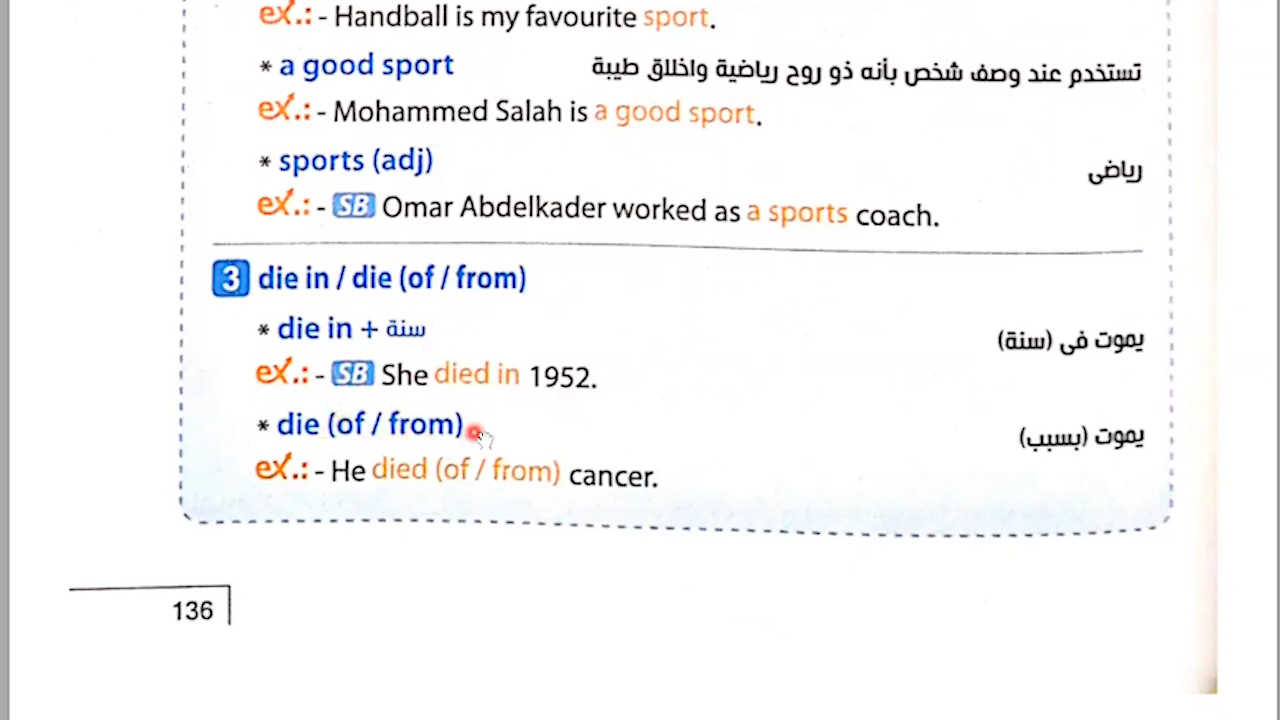 ex.: - Handball is my favourite sport.
* a good sport تستخدم عند وصف شخص بأنه ذو روح رياضية واخلاق طيبة
ex.: - Mohammed Salah is a good sport.
* sports (adj) رياضى
ex.: - SB Omar Abdelkader worked as a sports coach.
3 die in / die (of / from)
* die in + سنة يموت فى (سنة)
ex.: - SB She died in 1952.
* die (of / from) يموت (بسبب)
ex.: - He died (of / from) cancer.
136